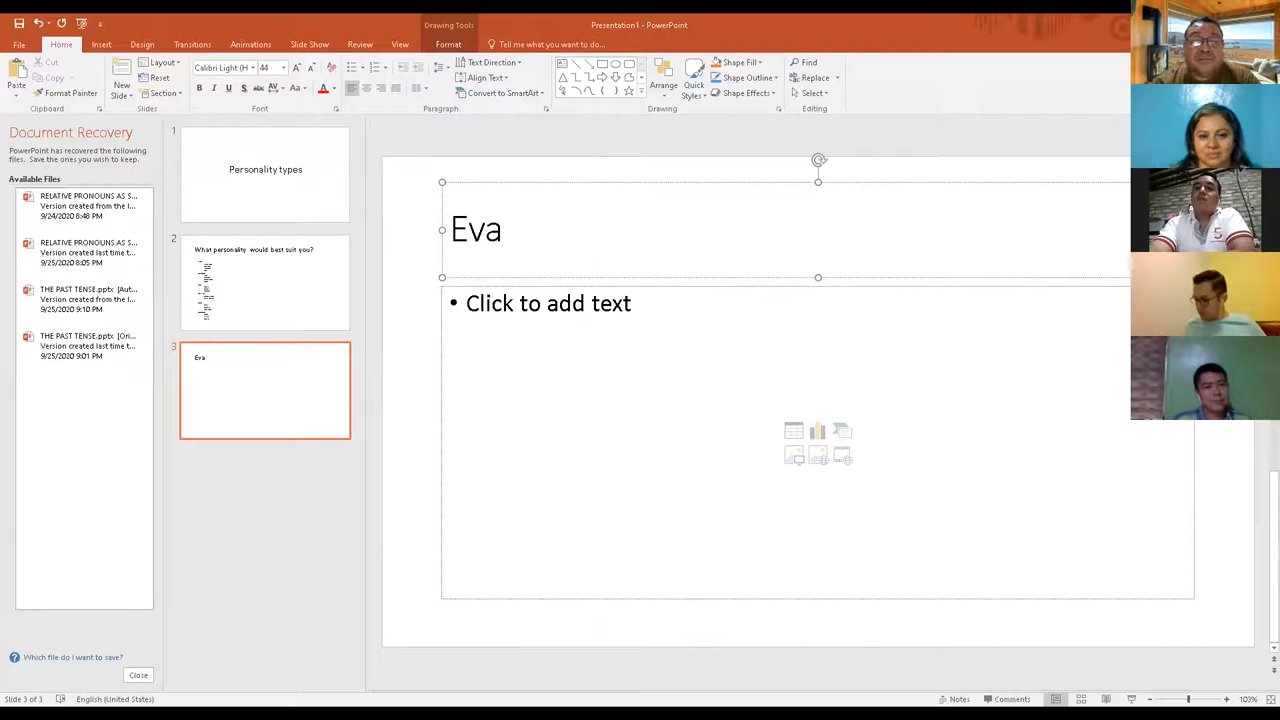 Drawing Tools
Presentation1 - PowerPoint
File
Home
Insert
Design
Transitions
Animations
Slide Show
Review
View
Format
Tell me what you want to do...
Paste
Cut
Copy
Format Painter
Clipboard
New
Slide
Layout
Reset
Section
Slides
Calibri Light (H
44
Font
Text Direction
Align Text
Convert to SmartArt
Paragraph
Arrange
Quick
Styles
Shape Fill
Shape Outline
Shape Effects
Drawing
Find
Replace
Select
Editing
Document Recovery
PowerPoint has recovered the following
files. Save the ones you wish to keep.
Available Files
RELATIVE PRONOUNS AS S...
Version created from the l...
9/24/2020 8:48 PM
RELATIVE PRONOUNS AS S...
Version created last time t...
9/25/2020 8:05 PM
THE PAST TENSE.pptx [Aut...
Version created from the l...
9/25/2020 9:10 PM
THE PAST TENSE.pptx [Ori...
Version created last time t...
9/25/2020 9:01 PM
Which file do I want to save?
Close
1
Personality types
2
What personality would best suit you?
3
Eva
Eva
• Click to add text
5
Slide 3 of 3
English (United States)
Notes
Comments
103%